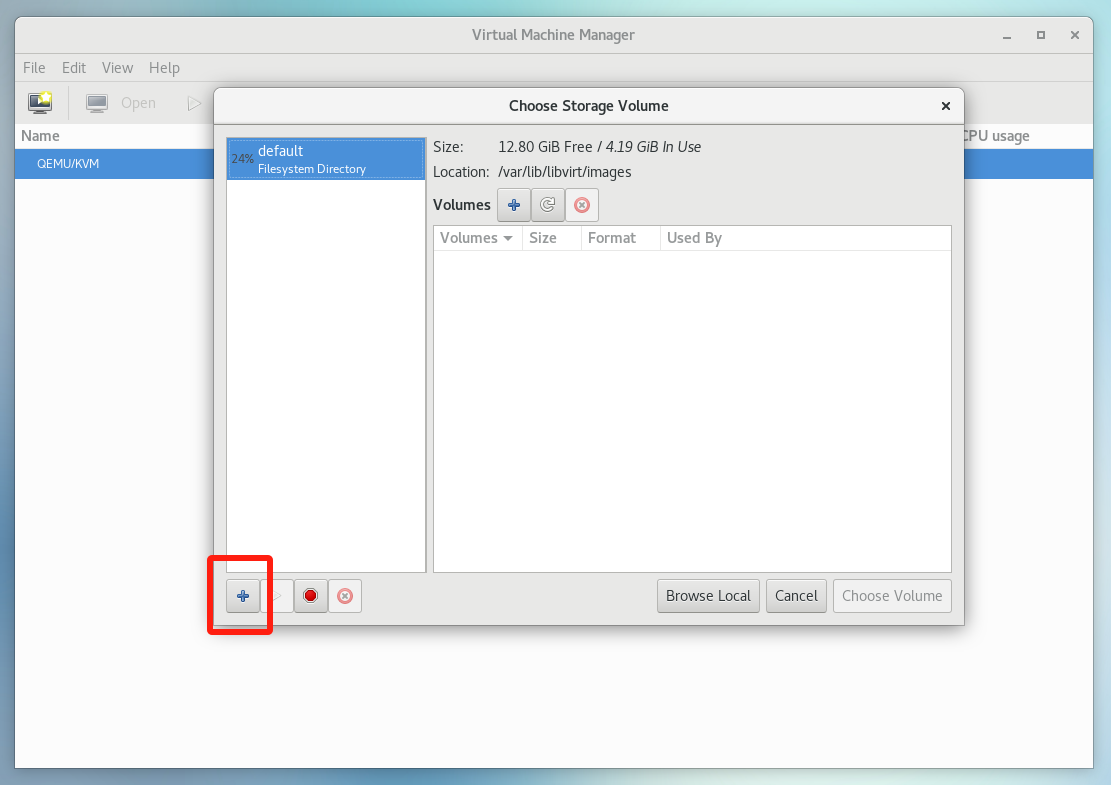 Virtual Machine Manager
File Edit View Help
Open
Choose Storage Volume
Name
CPU usage
QEMU/KVM
24%
default
Filesystem Directory
Size: 12.80 GiB Free / 4.19 GiB In Use
Location: /var/lib/libvirt/images
Volumes
Volumes Size Format Used By
Browse Local Cancel Choose Volume